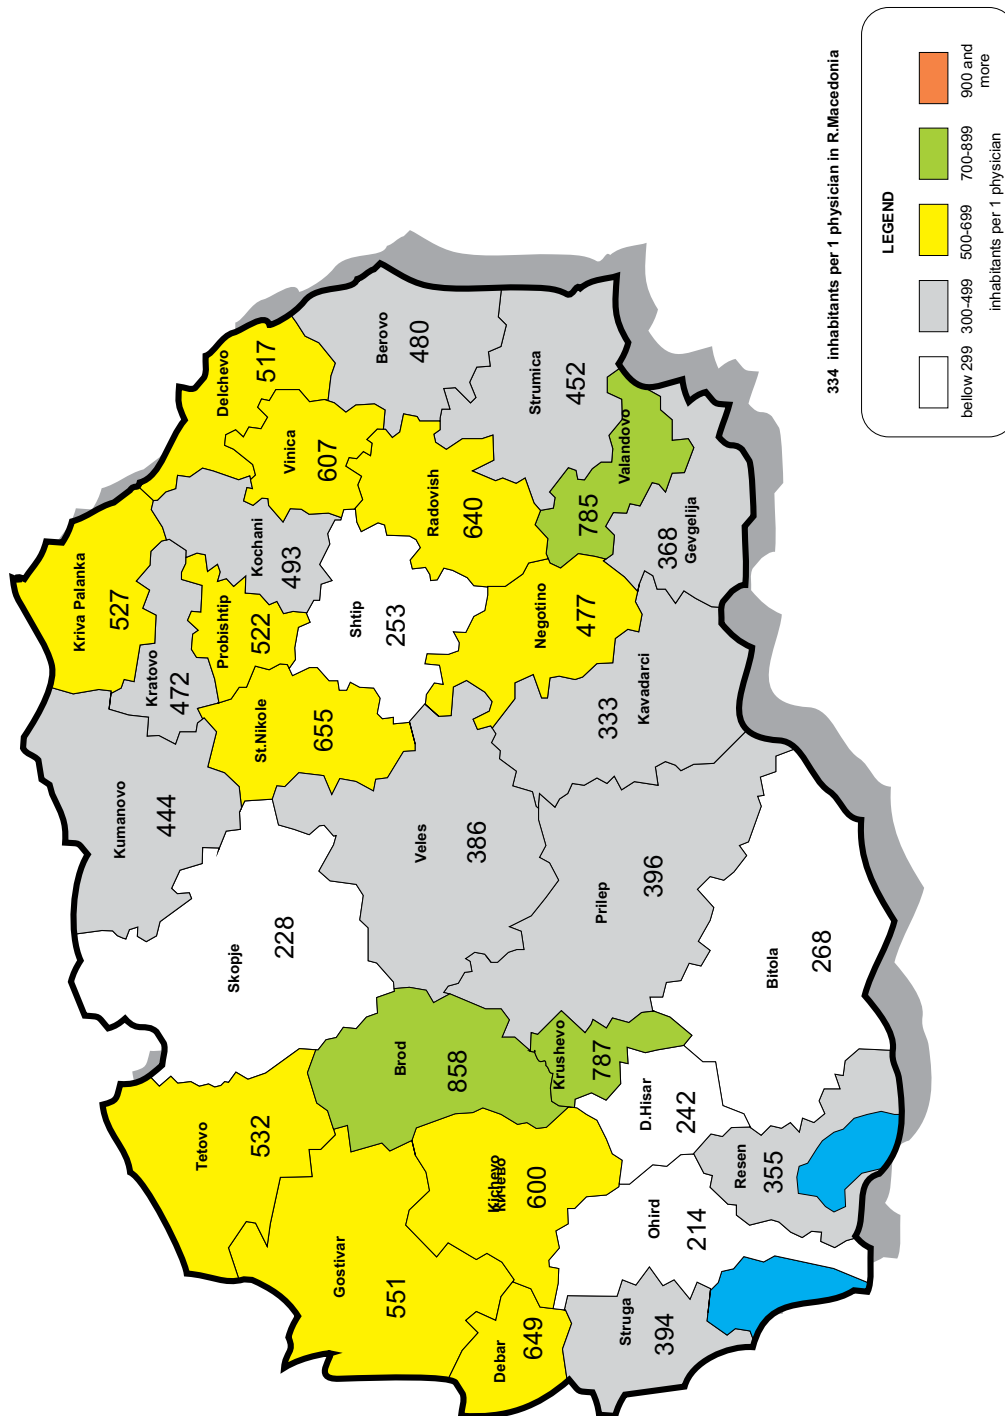 Kriva Palanka
527
Delchevo
517
Kumanovo
444
Kratovo
472
Probishtip
522
Kochani
493
Vinica
607
Berovo
480
St.Nikole
655
Shtip
253
Radovish
640
Strumica
452
Skopje
228
Veles
386
Negotino
477
785
Valandovo
Tetovo
532
Brod
858
333
Kavadarci
368
Gevgelija
Gostivar
551
Kichevo
600
Krushevo
787
Prilep
396
Debar
649
D.Hisar
242
Bitola
268
Struga
394
Ohird
214
Resen
355
334 inhabitants per 1 physician in R.Macedonia
LEGEND
bellow 299
300-499
500-699
700-899
900 and
more
inhabitants per 1 physician